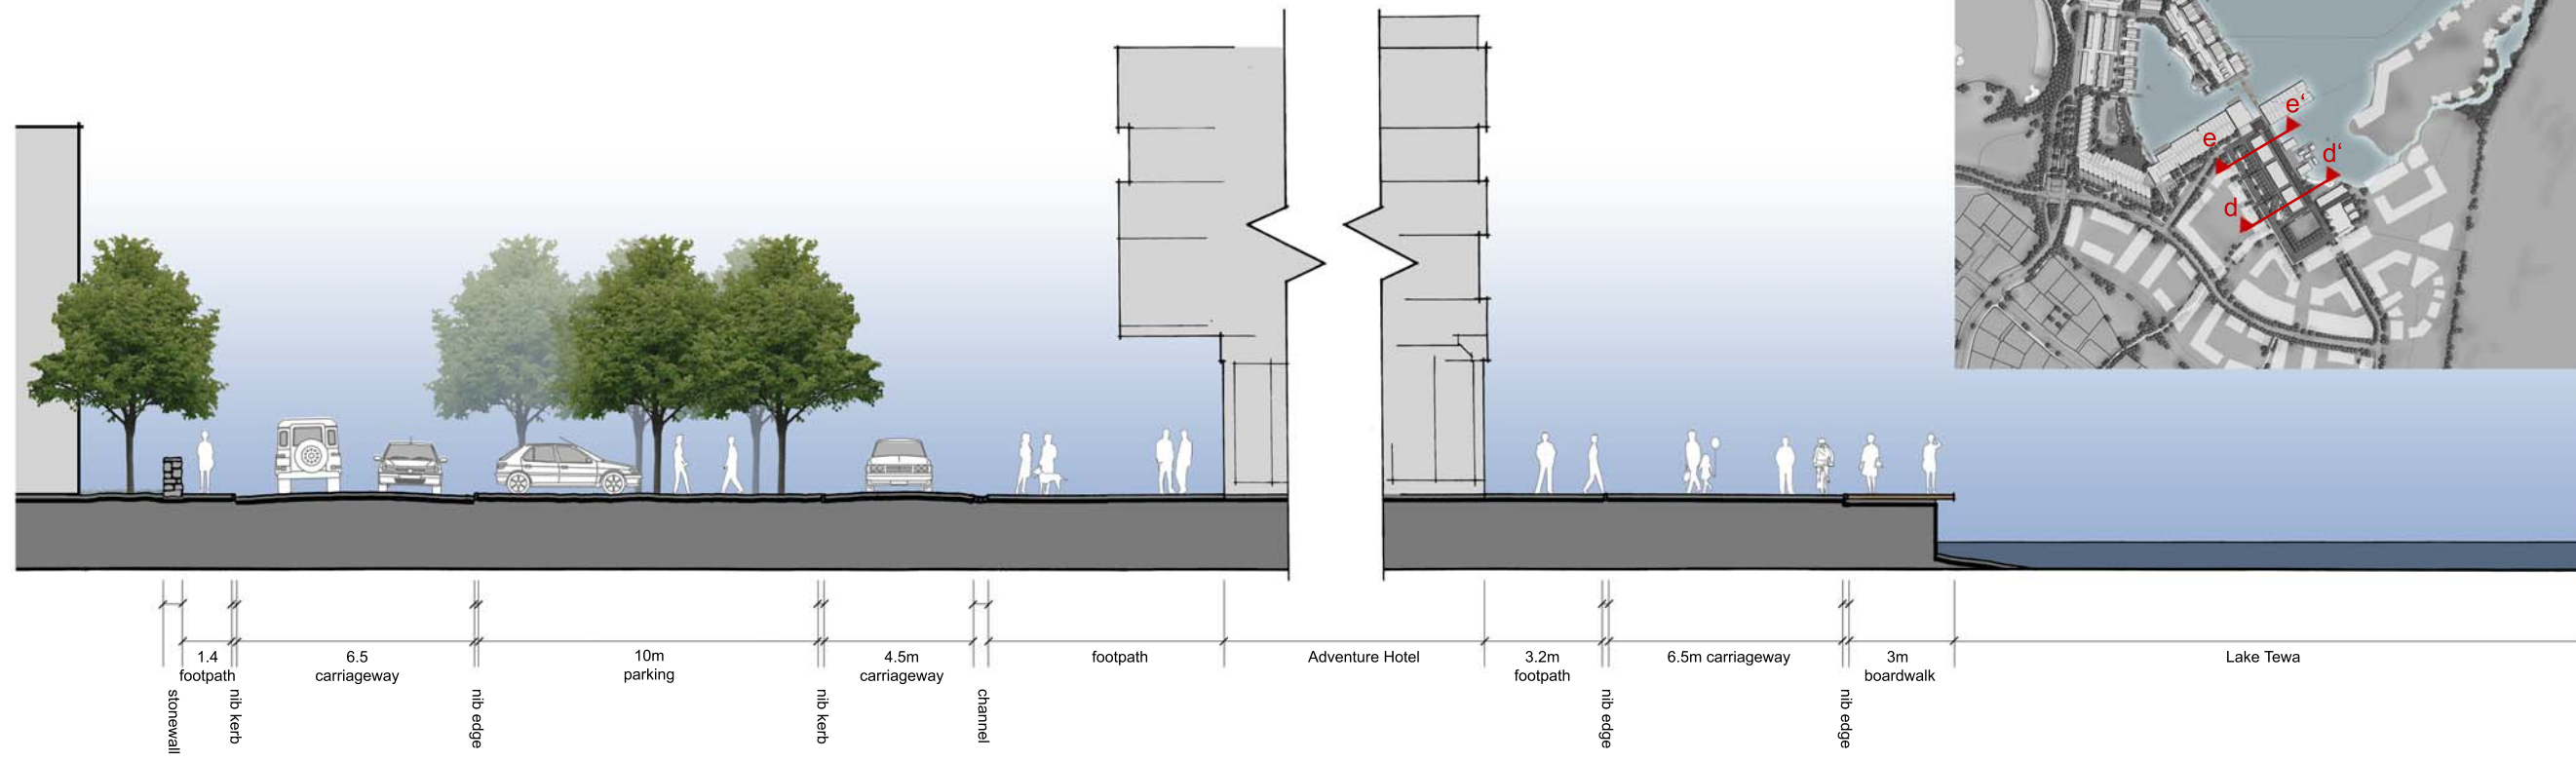 e‘
e
d‘
d
1.4
footpath
6.5
carriageway
10m
parking
4.5m
carriageway
footpath
Adventure Hotel
3.2m
footpath
6.5m carriageway
3m
boardwalk
Lake Tewa
stonewall
nib kerb
nib edge
nib kerb
channel
nib edge
nib edge